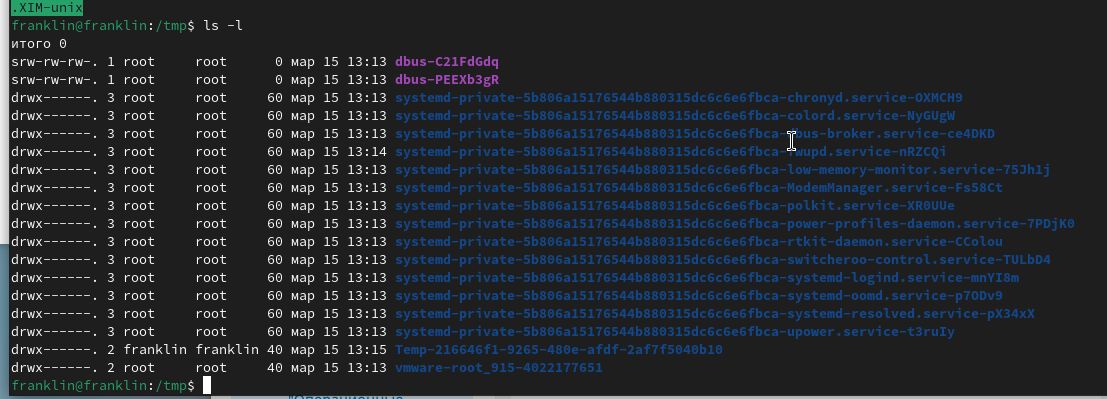 .XIM-unix
franklin@franklin:/tmp$ ls -l
итого 0
srw-rw-rw-. 1 root     root      0 мар 15 13:13 dbus-C21FdGdq
srw-rw-rw-. 1 root     root      0 мар 15 13:13 dbus-PEEXb3gR
drwx------. 3 root     root     60 мар 15 13:13 systemd-private-5b806a15176544b880315dc6c6e6fbca-chronyd.service-OXMCH9
drwx------. 3 root     root     60 мар 15 13:13 systemd-private-5b806a15176544b880315dc6c6e6fbca-colord.service-NyGUgW
drwx------. 3 root     root     60 мар 15 13:13 systemd-private-5b806a15176544b880315dc6c6e6fbca-dbus-broker.service-ce4DKD
drwx------. 3 root     root     60 мар 15 13:14 systemd-private-5b806a15176544b880315dc6c6e6fbca-fwupd.service-nRZCQi
drwx------. 3 root     root     60 мар 15 13:13 systemd-private-5b806a15176544b880315dc6c6e6fbca-low-memory-monitor.service-75Jh1j
drwx------. 3 root     root     60 мар 15 13:13 systemd-private-5b806a15176544b880315dc6c6e6fbca-ModemManager.service-Fs58Ct
drwx------. 3 root     root     60 мар 15 13:13 systemd-private-5b806a15176544b880315dc6c6e6fbca-polkit.service-XR0UUe
drwx------. 3 root     root     60 мар 15 13:13 systemd-private-5b806a15176544b880315dc6c6e6fbca-power-profiles-daemon.service-7PDjK0
drwx------. 3 root     root     60 мар 15 13:13 systemd-private-5b806a15176544b880315dc6c6e6fbca-rtkit-daemon.service-CColou
drwx------. 3 root     root     60 мар 15 13:13 systemd-private-5b806a15176544b880315dc6c6e6fbca-switcheroo-control.service-TULbD4
drwx------. 3 root     root     60 мар 15 13:13 systemd-private-5b806a15176544b880315dc6c6e6fbca-systemd-logind.service-mnYI8m
drwx------. 3 root     root     60 мар 15 13:13 systemd-private-5b806a15176544b880315dc6c6e6fbca-systemd-oomd.service-p7ODv9
drwx------. 3 root     root     60 мар 15 13:13 systemd-private-5b806a15176544b880315dc6c6e6fbca-systemd-resolved.service-pX34xX
drwx------. 3 root     root     60 мар 15 13:13 systemd-private-5b806a15176544b880315dc6c6e6fbca-upower.service-t3ruIy
drwx------. 2 franklin franklin 40 мар 15 13:15 Temp-216646f1-9265-480e-afdf-2af7f5040b10
drwx------. 2 root     root     40 мар 15 13:13 vmware-root_915-4022177651
franklin@franklin:/tmp$
"Операционные